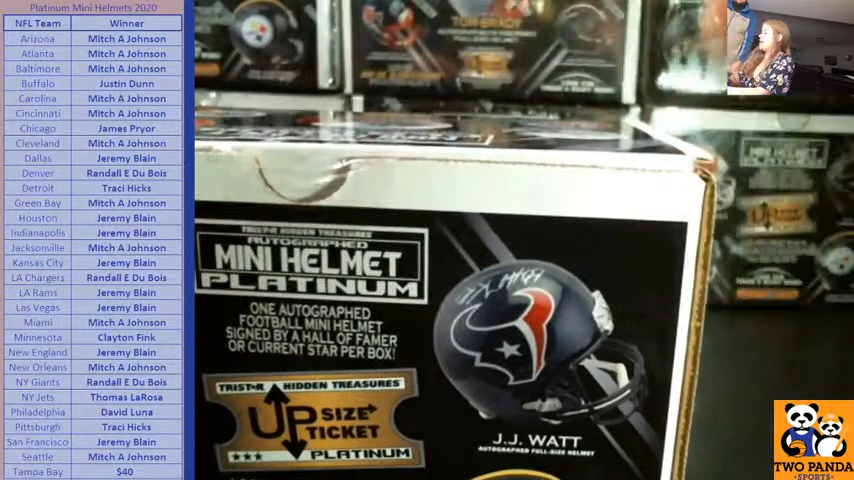 Platinum Mini Helmets 2020
NFL Team Winner
Arizona Mitch A Johnson
Atlanta Mitch A Johnson
Baltimore Mitch A Johnson
Buffalo Justin Dunn
Carolina Mitch A Johnson
Cincinnati Mitch A Johnson
Chicago James Pryor
Cleveland Mitch A Johnson
Dallas Jeremy Blain
Denver Randall E Du Bois
Detroit Traci Hicks
Green Bay Mitch A Johnson
Houston Jeremy Blain
Indianapolis Jeremy Blain
Jacksonville Mitch A Johnson
Kansas City Jeremy Blain
LA Chargers Randall E Du Bois
LA Rams Jeremy Blain
Las Vegas Jeremy Blain
Miami Mitch A Johnson
Minnesota Clayton Fink
New England Jeremy Blain
New Orleans Mitch A Johnson
NY Giants Randall E Du Bois
NY Jets Thomas LaRosa
Philadelphia David Luna
Pittsburgh Traci Hicks
San Francisco Jeremy Blain
Seattle Mitch A Johnson
Tampa Bay $40
TOM BRADY
TRISTAR HIDDEN TREASURES
AUTOGRAPHED
MINI HELMET
PLATINUM
ONE AUTOGRAPHED
FOOTBALL MINI HELMET
SIGNED BY A HALL OF FAMER
OR CURRENT STAR PER BOX!
TRISTAR HIDDEN TREASURES
UP SIZE
TICKET
PLATINUM
J.J. WATT
AUTOGRAPHED FULL-SIZE HELMET
MINI HELMET
PLATINUM
TWO PANDA
SPORTS